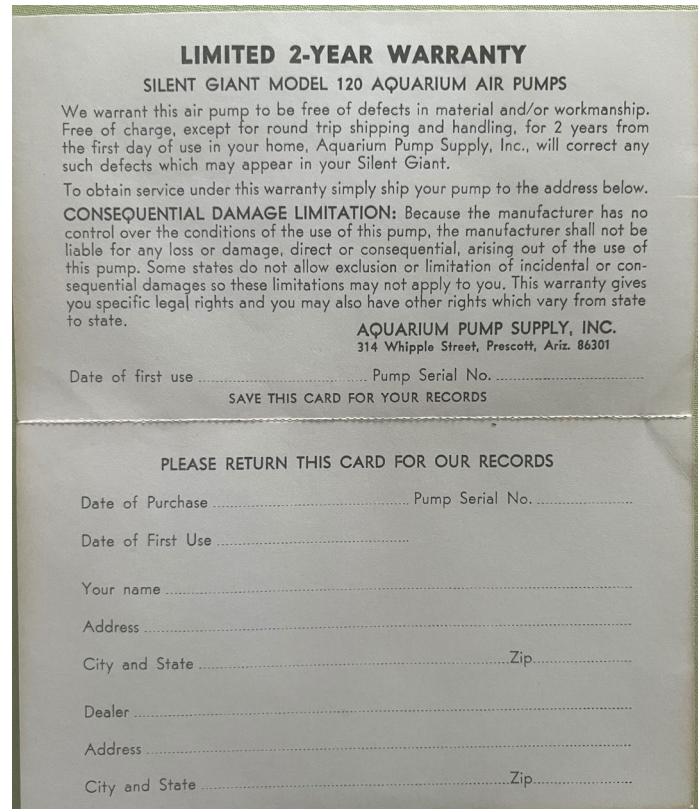 LIMITED 2-YEAR WARRANTY
SILENT GIANT MODEL 120 AQUARIUM AIR PUMPS
We warrant this air pump to be free of defects in material and/or workmanship.
Free of charge, except for round trip shipping and handling, for 2 years from
the first day of use in your home, Aquarium Pump Supply, Inc., will correct any
such defects which may appear in your Silent Giant.
To obtain service under this warranty simply ship your pump to the address below.
CONSEQUENTIAL DAMAGE LIMITATION: Because the manufacturer has no
control over the conditions of the use of this pump, the manufacturer shall not be
liable for any loss or damage, direct or consequential, arising out of the use of
this pump. Some states do not allow exclusion or limitation of incidental or con-
sequential damages so these limitations may not apply to you. This warranty gives
you specific legal rights and you may also have other rights which vary from state
to state.
AQUARIUM PUMP SUPPLY, INC.
314 Whipple Street, Prescott, Ariz. 86301
Date of first use ........................ Pump Serial No. ........................
SAVE THIS CARD FOR YOUR RECORDS
PLEASE RETURN THIS CARD FOR OUR RECORDS
Date of Purchase ........................ Pump Serial No. ........................
Date of First Use ........................
Your name ........................
Address ........................
City and State ........................ Zip ........................
Dealer ........................
Address ........................
City and State ........................ Zip ........................